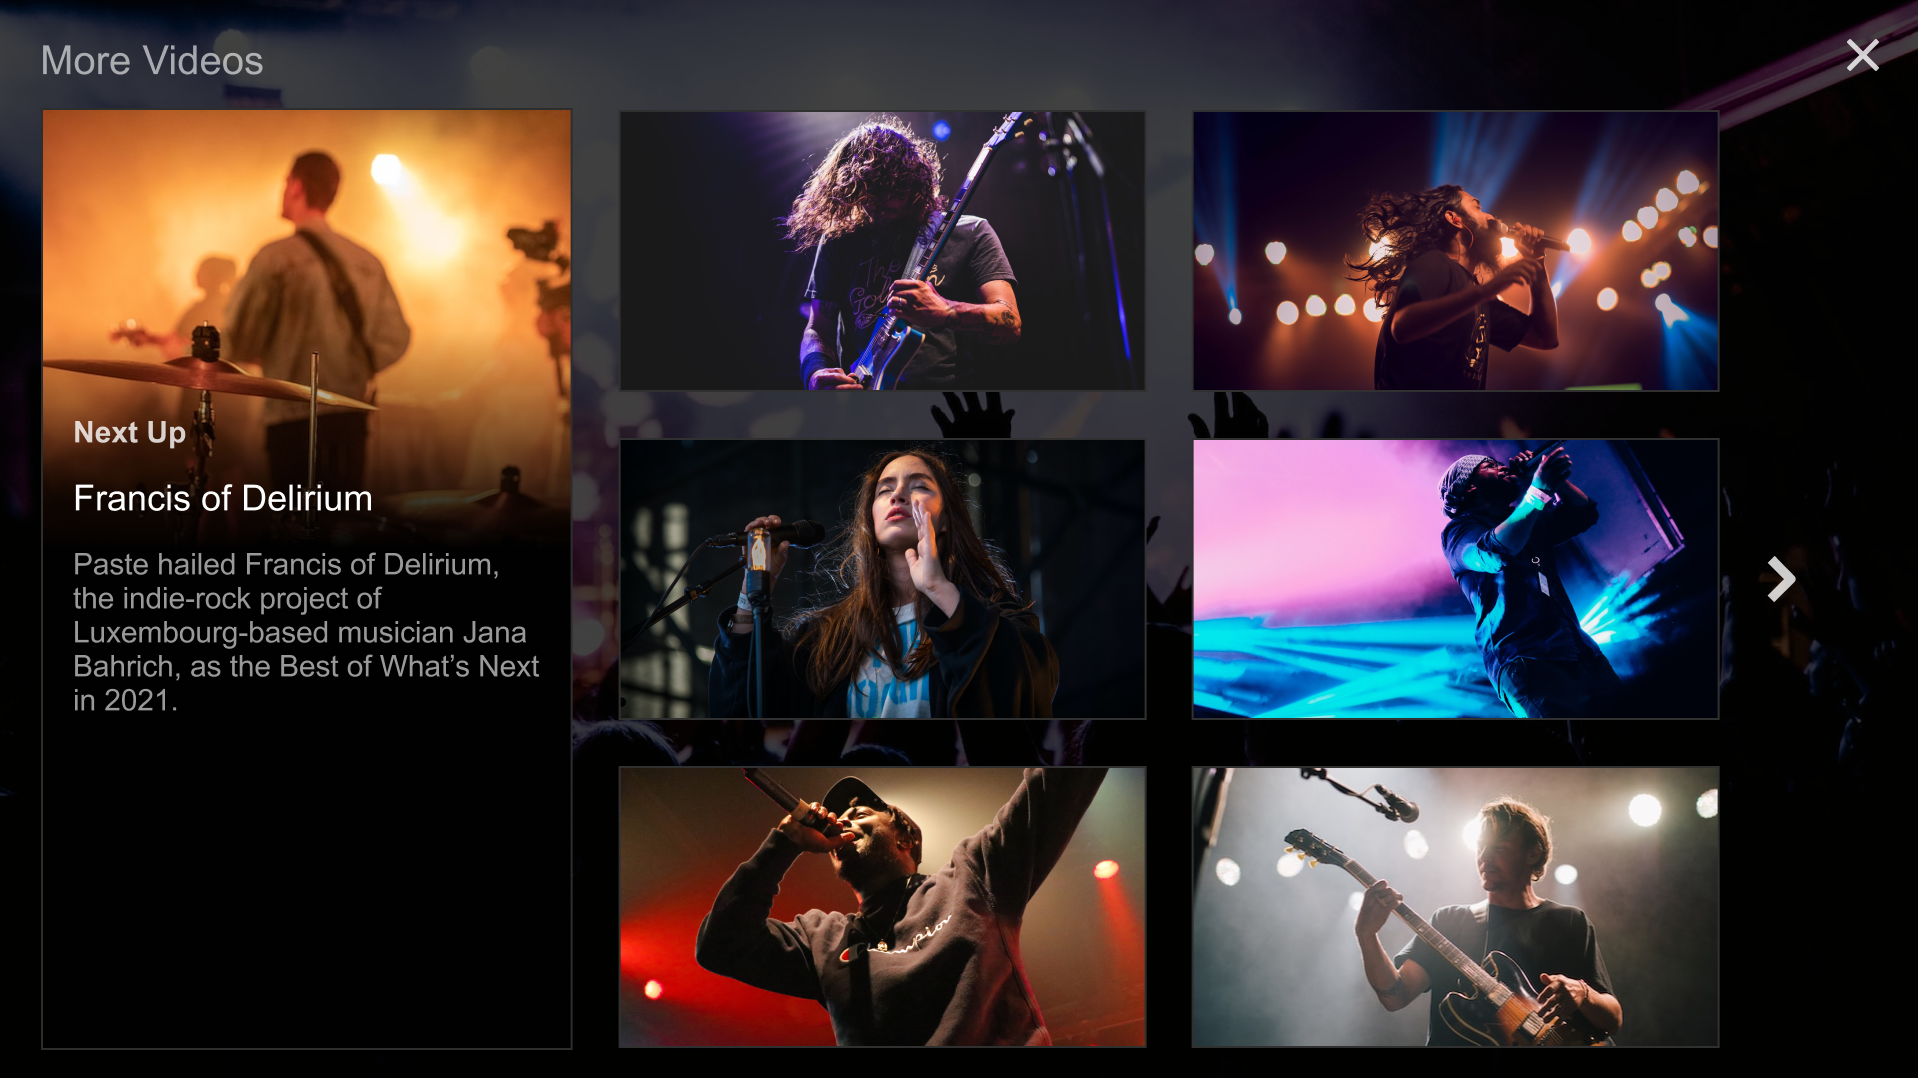 More Videos
Next Up
Francis of Delirium
Paste hailed Francis of Delirium,
the indie-rock project of
Luxembourg-based musician Jana
Bahrich, as the Best of What’s Next
in 2021.